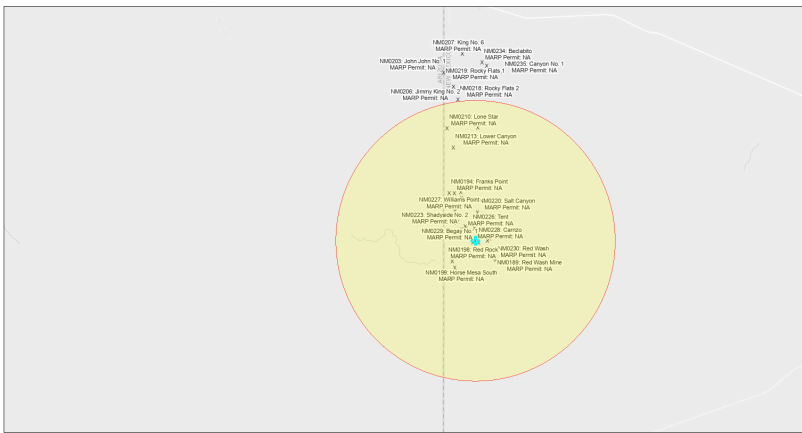 NM0207: King No. 6
MARP Permit: NA
NM0234: Beclabito
MARP Permit: NA
NM0203: John John No. 1
MARP Permit: NA
NM0235: Canyon No. 1
MARP Permit: NA
NM0219: Rocky Flats 1
MARP Permit: NA
NM0206: Jimmy King No. 2
MARP Permit: NA
NM0218: Rocky Flats 2
MARP Permit: NA
NM0210: Lone Star
MARP Permit: NA
NM0213: Lower Canyon
MARP Permit: NA
NM0194: Franks Point
MARP Permit: NA
NM0227: Williams Point
MARP Permit: NA
NM0220: Salt Canyon
MARP Permit: NA
NM0223: Shadyside No. 2
MARP Permit: NA
NM0226: Tent
MARP Permit: NA
NM0229: Begay No. 1
MARP Permit: NA
NM0228: Carrizo
MARP Permit: NA
NM0196: Red Rock
MARP Permit: NA
NM0230: Red Wash
MARP Permit: NA
NM0189: Red Wash Mine
MARP Permit: NA
NM0199: Horse Mesa South
MARP Permit: NA